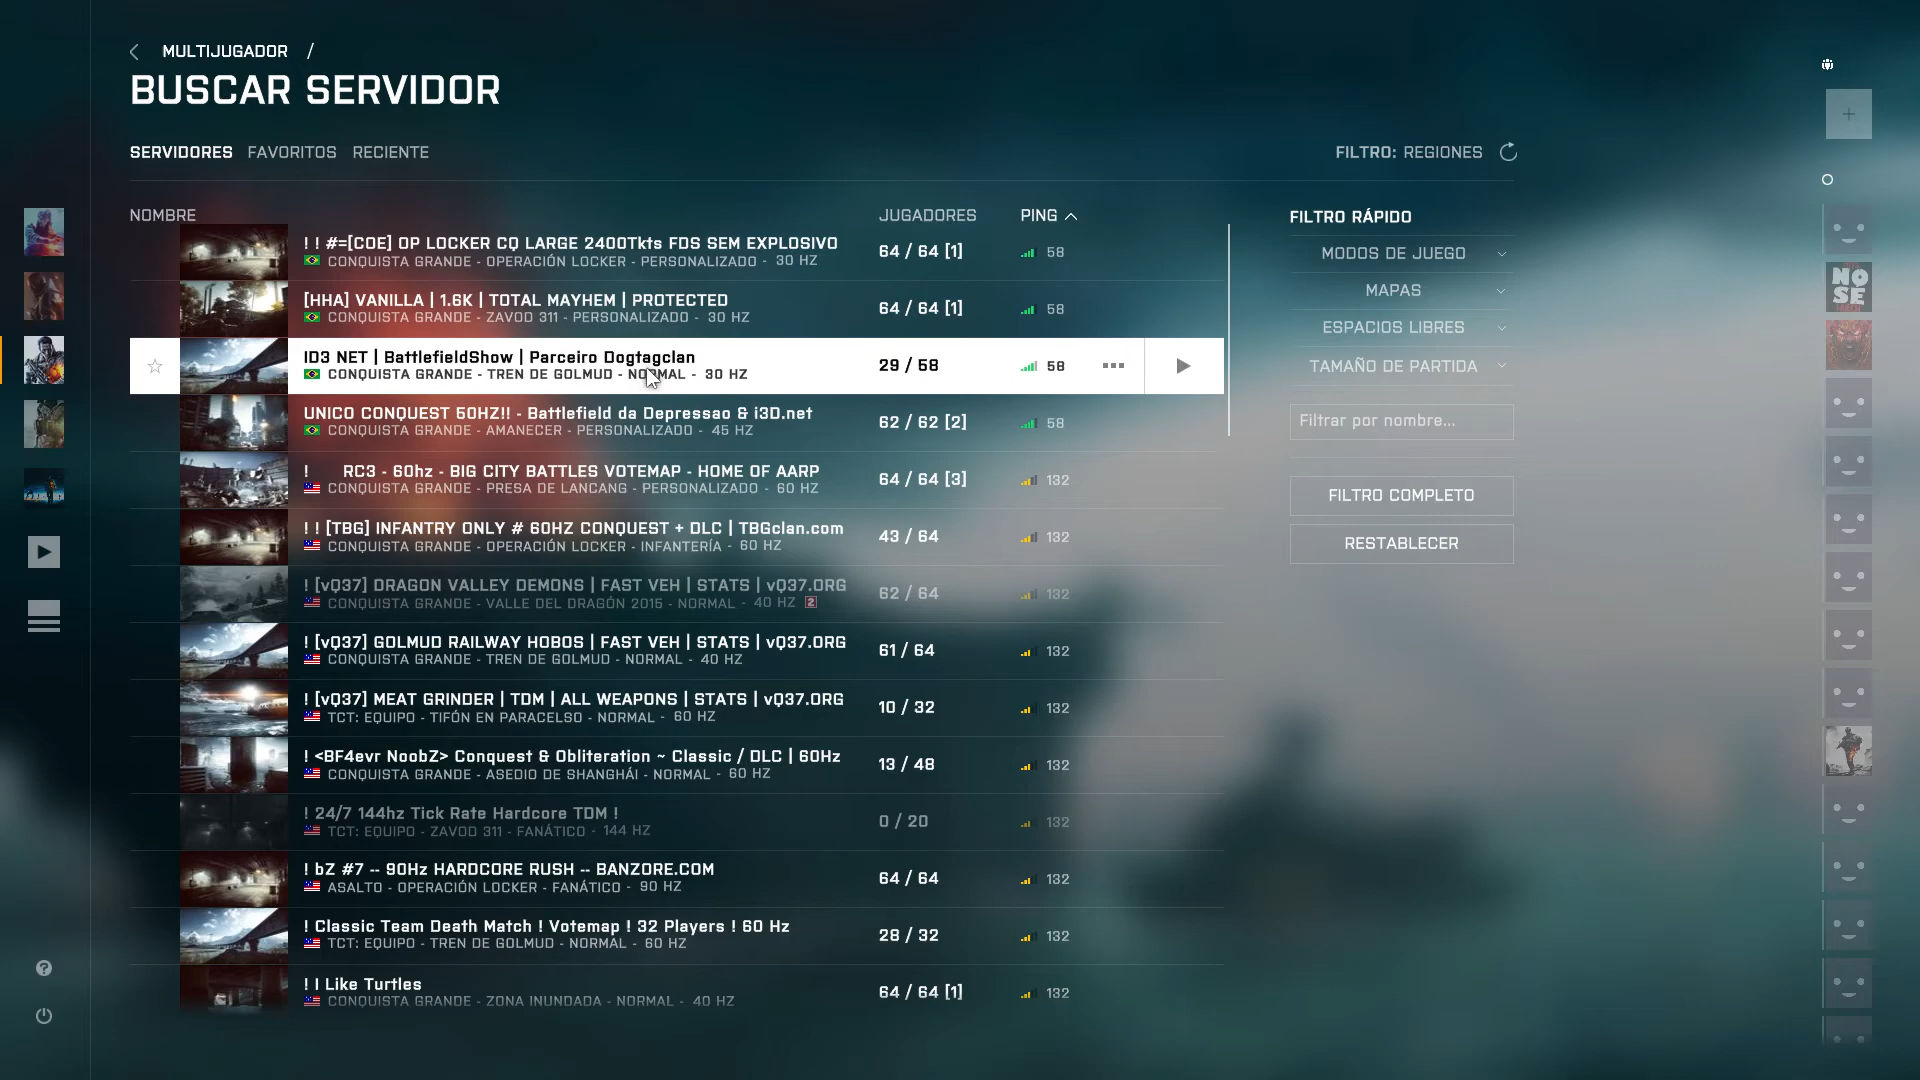 MULTIJUGADOR /
BUSCAR SERVIDOR
SERVIDORES FAVORITOS RECIENTE
FILTRO: REGIONES
NOMBRE JUGADORES PING
! ! #=[COE] OP LOCKER CQ LARGE 2400Tkts FDS SEM EXPLOSIVO
CONQUISTA GRANDE - OPERACIÓN LOCKER - PERSONALIZADO - 30 HZ
64 / 64 [1] 58
[HHA] VANILLA | 1.6K | TOTAL MAYHEM | PROTECTED
CONQUISTA GRANDE - ZAVOD 311 - PERSONALIZADO - 30 HZ
64 / 64 [1] 58
ID3 NET | BattlefieldShow | Parceiro Dogtagclan
CONQUISTA GRANDE - TREN DE GOLMUD - NORMAL - 30 HZ
29 / 58 58
UNICO CONQUEST 50HZ!! - Battlefield da Depressao & i3D.net
CONQUISTA GRANDE - AMANECER - PERSONALIZADO - 45 HZ
62 / 62 [2] 58
! RC3 - 60hz - BIG CITY BATTLES VOTEMAP - HOME OF AARP
CONQUISTA GRANDE - PRESA DE LANCANG - PERSONALIZADO - 60 HZ
64 / 64 [3] 132
! ! [TBG] INFANTRY ONLY # 60HZ CONQUEST + DLC | TBGclan.com
CONQUISTA GRANDE - OPERACIÓN LOCKER - INFANTERÍA - 60 HZ
43 / 64 132
! [vQ37] DRAGON VALLEY DEMONS | FAST VEH | STATS | vQ37.ORG
CONQUISTA GRANDE - VALLE DEL DRAGÓN 2015 - NORMAL - 40 HZ 2
62 / 64 132
! [vQ37] GOLMUD RAILWAY HOBOS | FAST VEH | STATS | vQ37.ORG
CONQUISTA GRANDE - TREN DE GOLMUD - NORMAL - 40 HZ
61 / 64 132
! [vQ37] MEAT GRINDER | TDM | ALL WEAPONS | STATS | vQ37.ORG
TCT: EQUIPO - TIFÓN EN PARACELSO - NORMAL - 60 HZ
10 / 32 132
! <BF4evr NoobZ> Conquest & Obliteration ~ Classic / DLC | 60Hz
CONQUISTA GRANDE - ASEDIO DE SHANGHÁI - NORMAL - 60 HZ
13 / 48 132
! 24/7 144hz Tick Rate Hardcore TDM !
TCT: EQUIPO - ZAVOD 311 - FANÁTICO - 144 HZ
0 / 20 132
! bZ #7 -- 90Hz HARDCORE RUSH -- BANZORE.COM
ASALTO - OPERACIÓN LOCKER - FANÁTICO - 90 HZ
64 / 64 132
! Classic Team Death Match ! Votemap ! 32 Players ! 60 Hz
TCT: EQUIPO - TREN DE GOLMUD - NORMAL - 60 HZ
28 / 32 132
! I Like Turtles
CONQUISTA GRANDE - ZONA INUNDADA - NORMAL - 40 HZ
64 / 64 [1] 132
FILTRO RÁPIDO
MODOS DE JUEGO
MAPAS
ESPACIOS LIBRES
TAMAÑO DE PARTIDA
Filtrar por nombre...
FILTRO COMPLETO
RESTABLECER
NO
SE